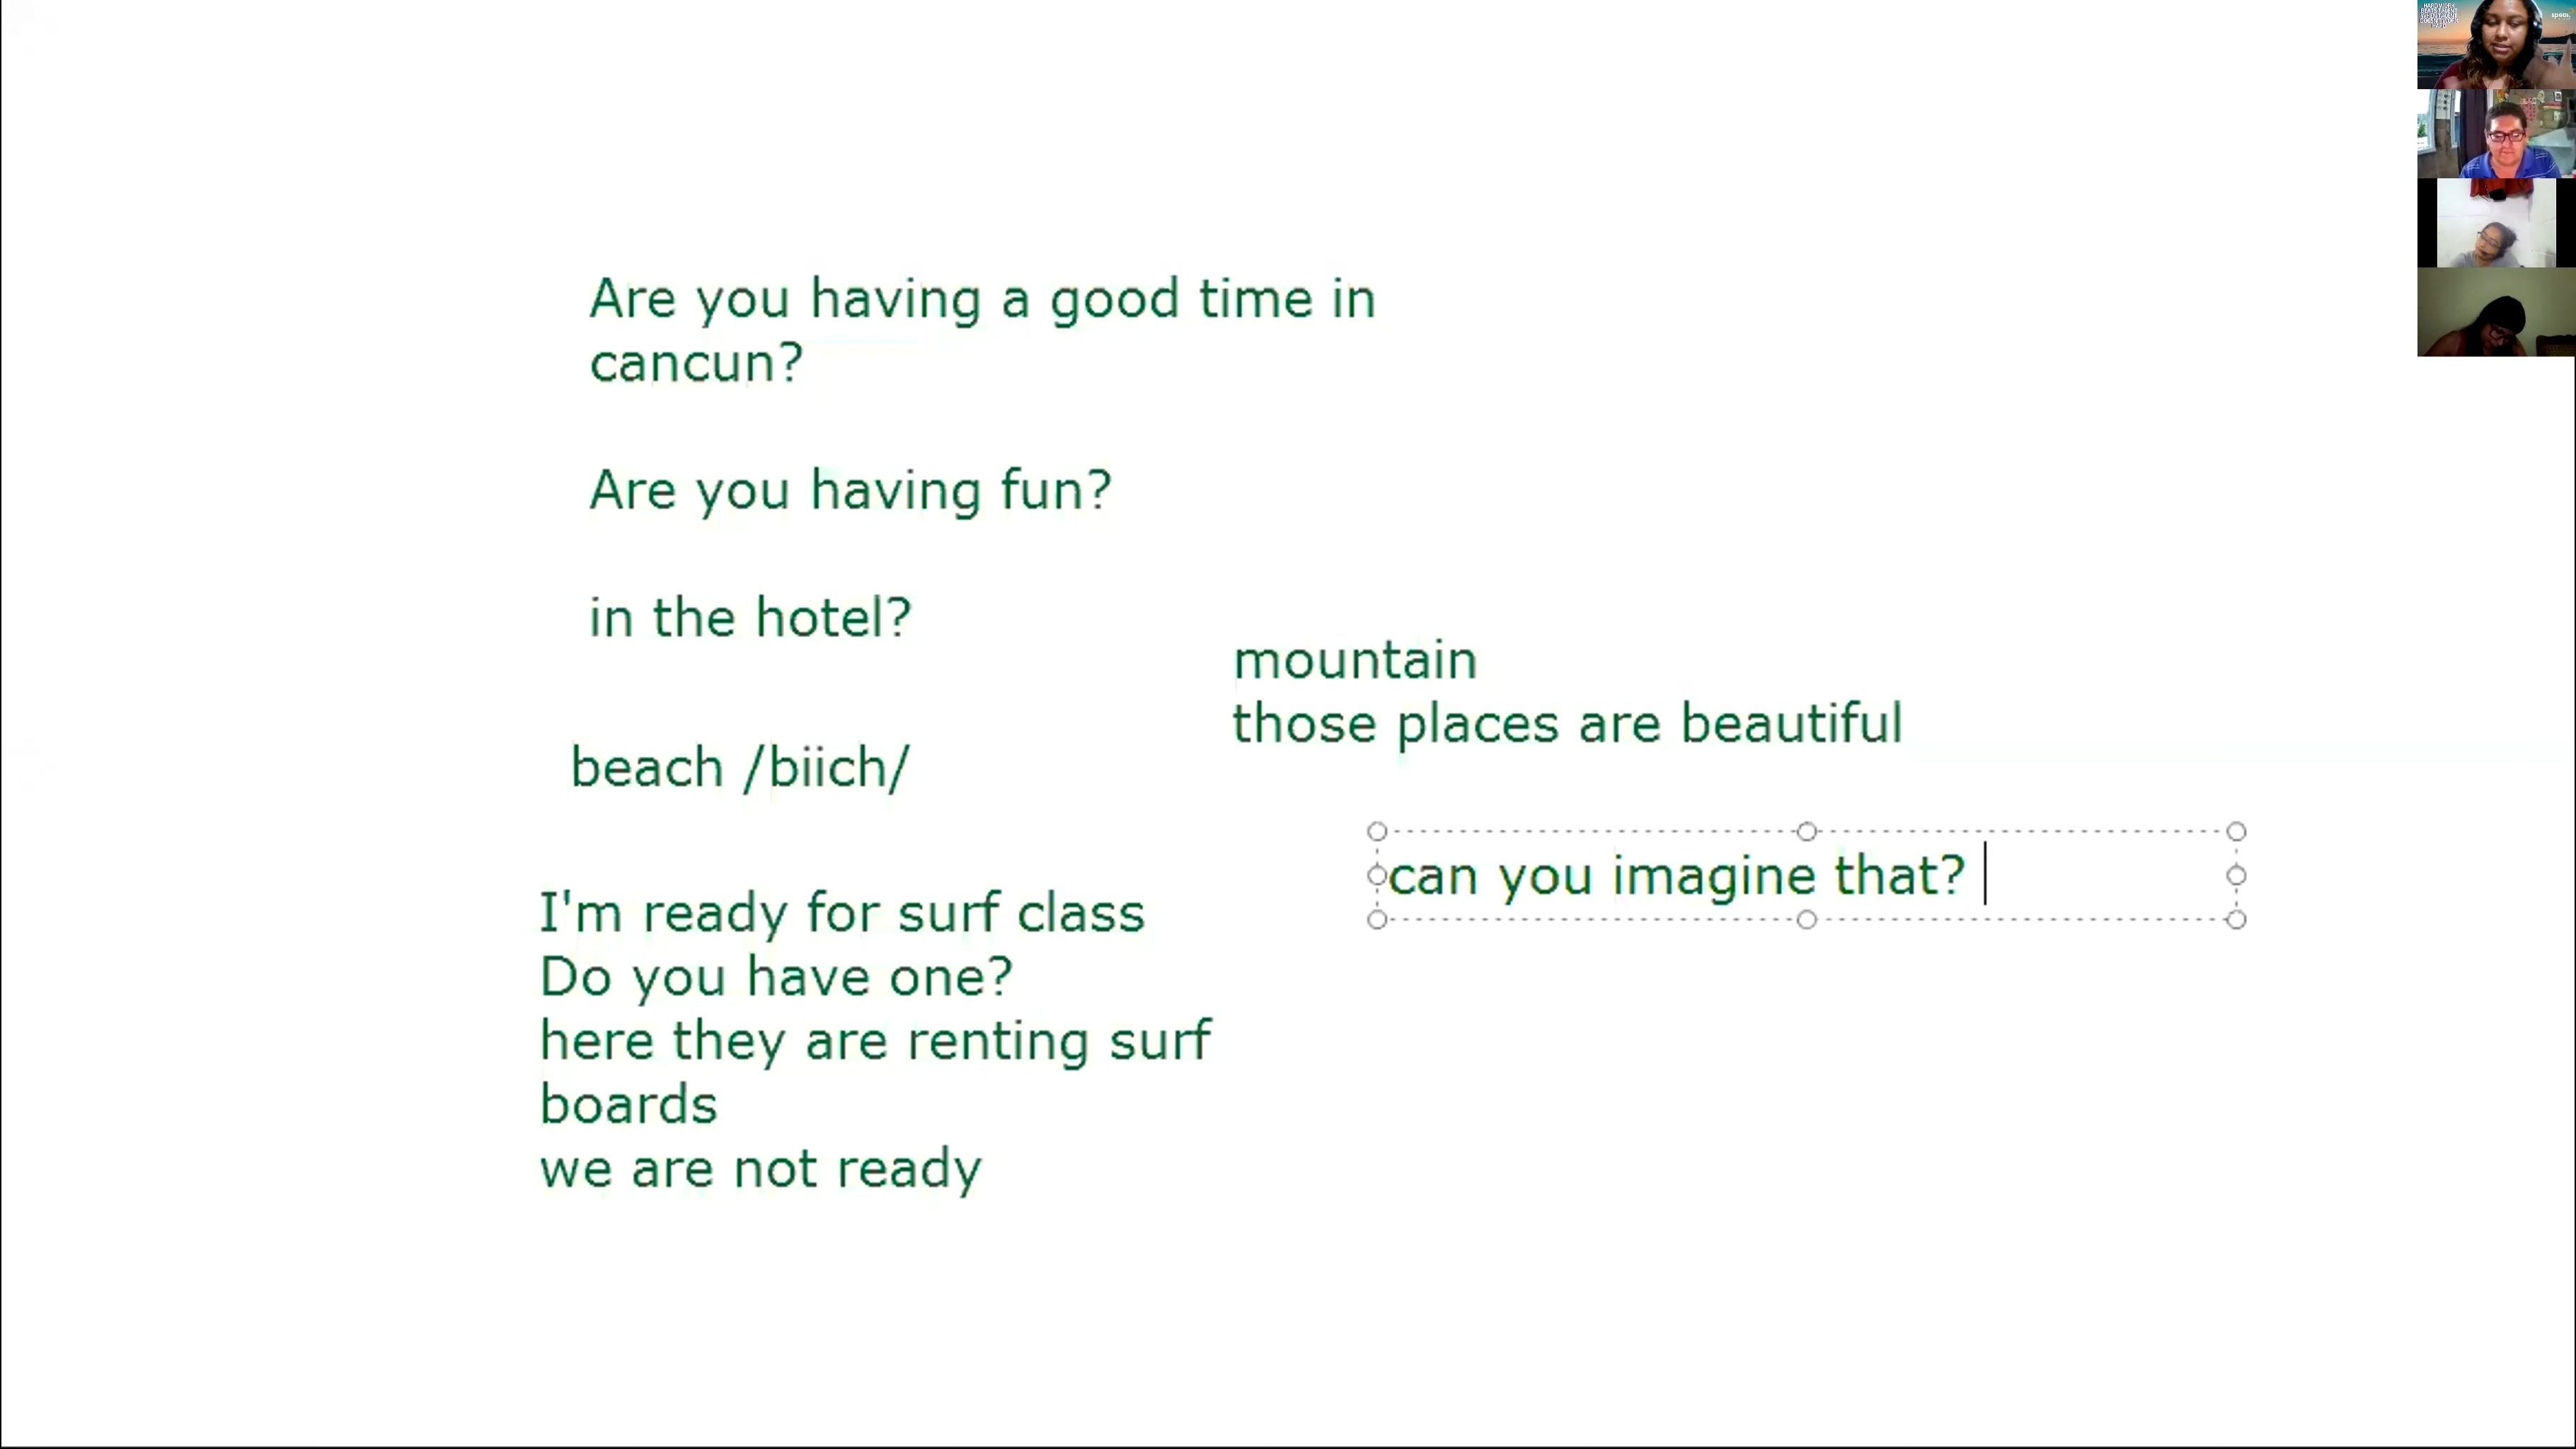 Are you having a good time in
cancun?
Are you having fun?
in the hotel?
mountain
those places are beautiful
beach /biich/
can you imagine that?
I'm ready for surf class
Do you have one?
here they are renting surf
boards
we are not ready